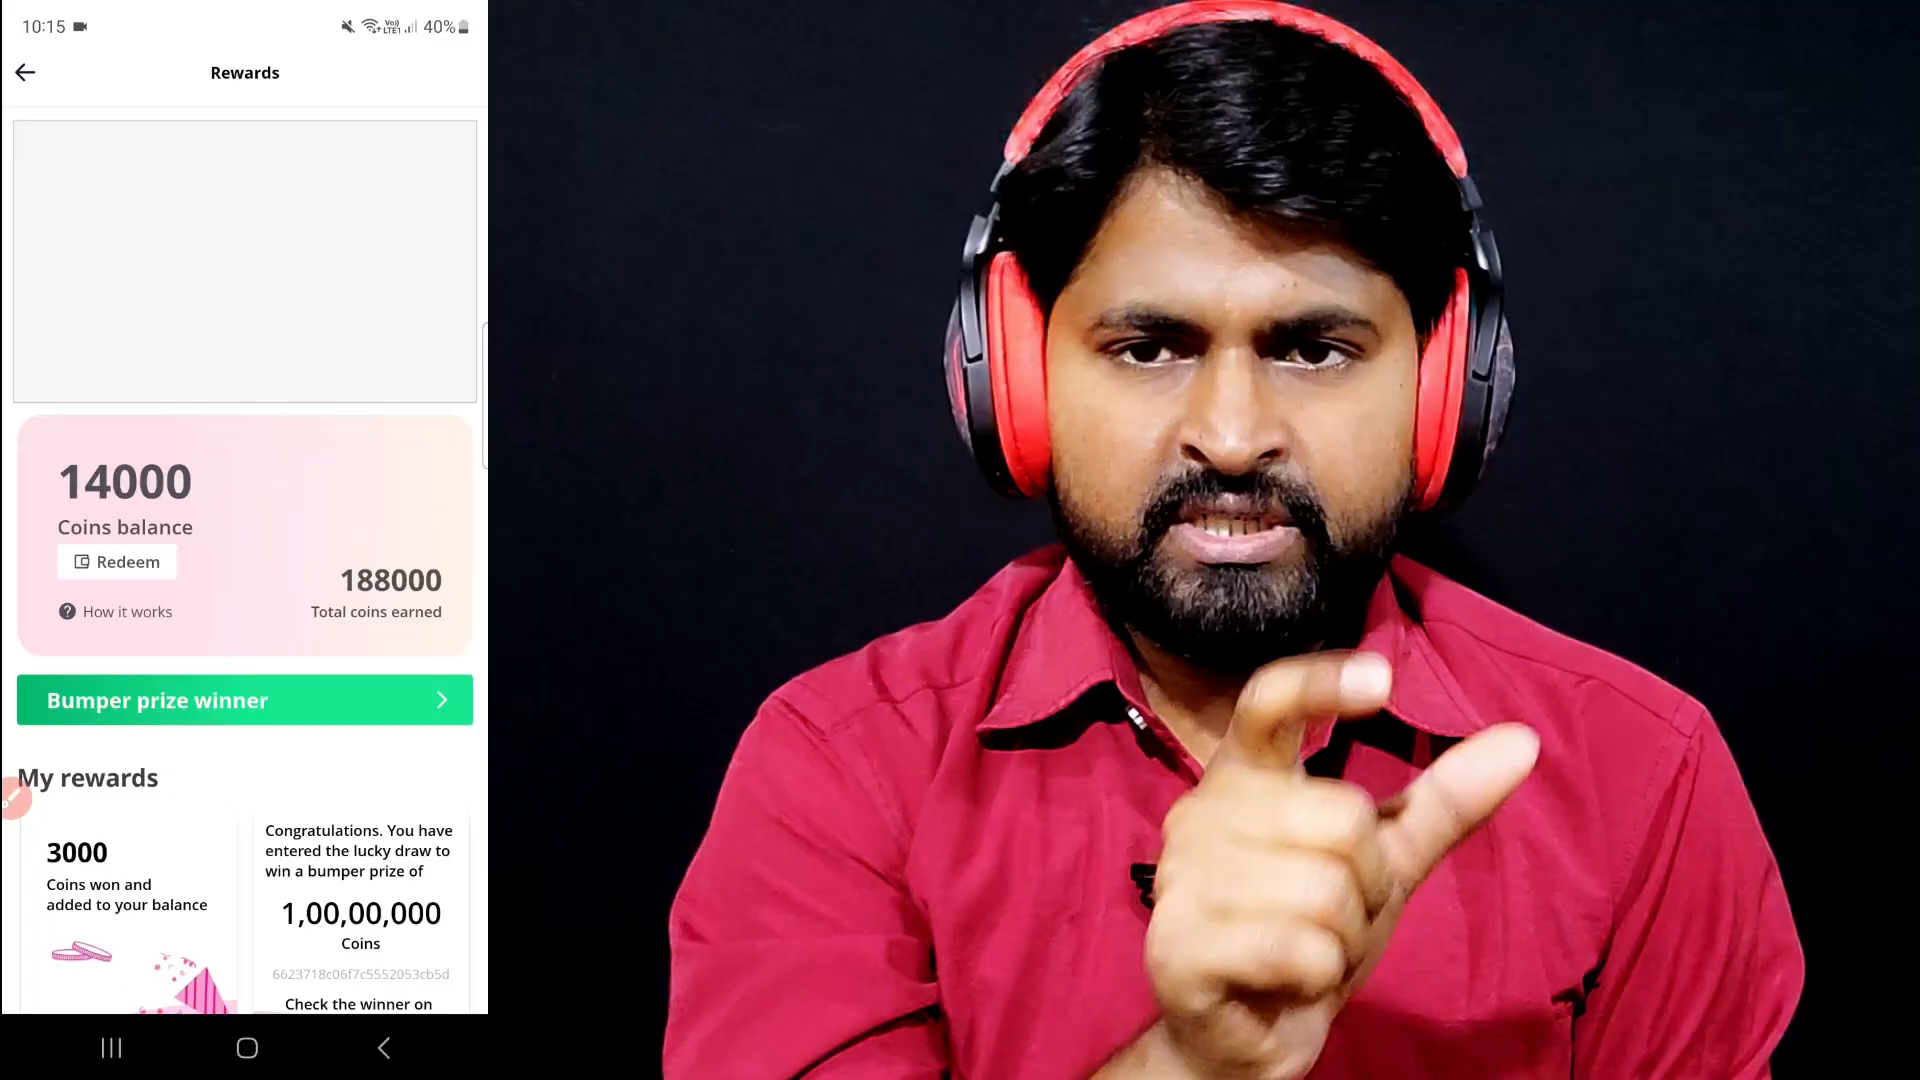 10:15
Vo))
LTE1
40%
Rewards
14000
Coins balance
Redeem
188000
? How it works
Total coins earned
Bumper prize winner
My rewards
3000
Coins won and
added to your balance
Congratulations. You have
entered the lucky draw to
win a bumper prize of
1,00,00,000
Coins
6623718c06f7c5552053cb5d
Check the winner on